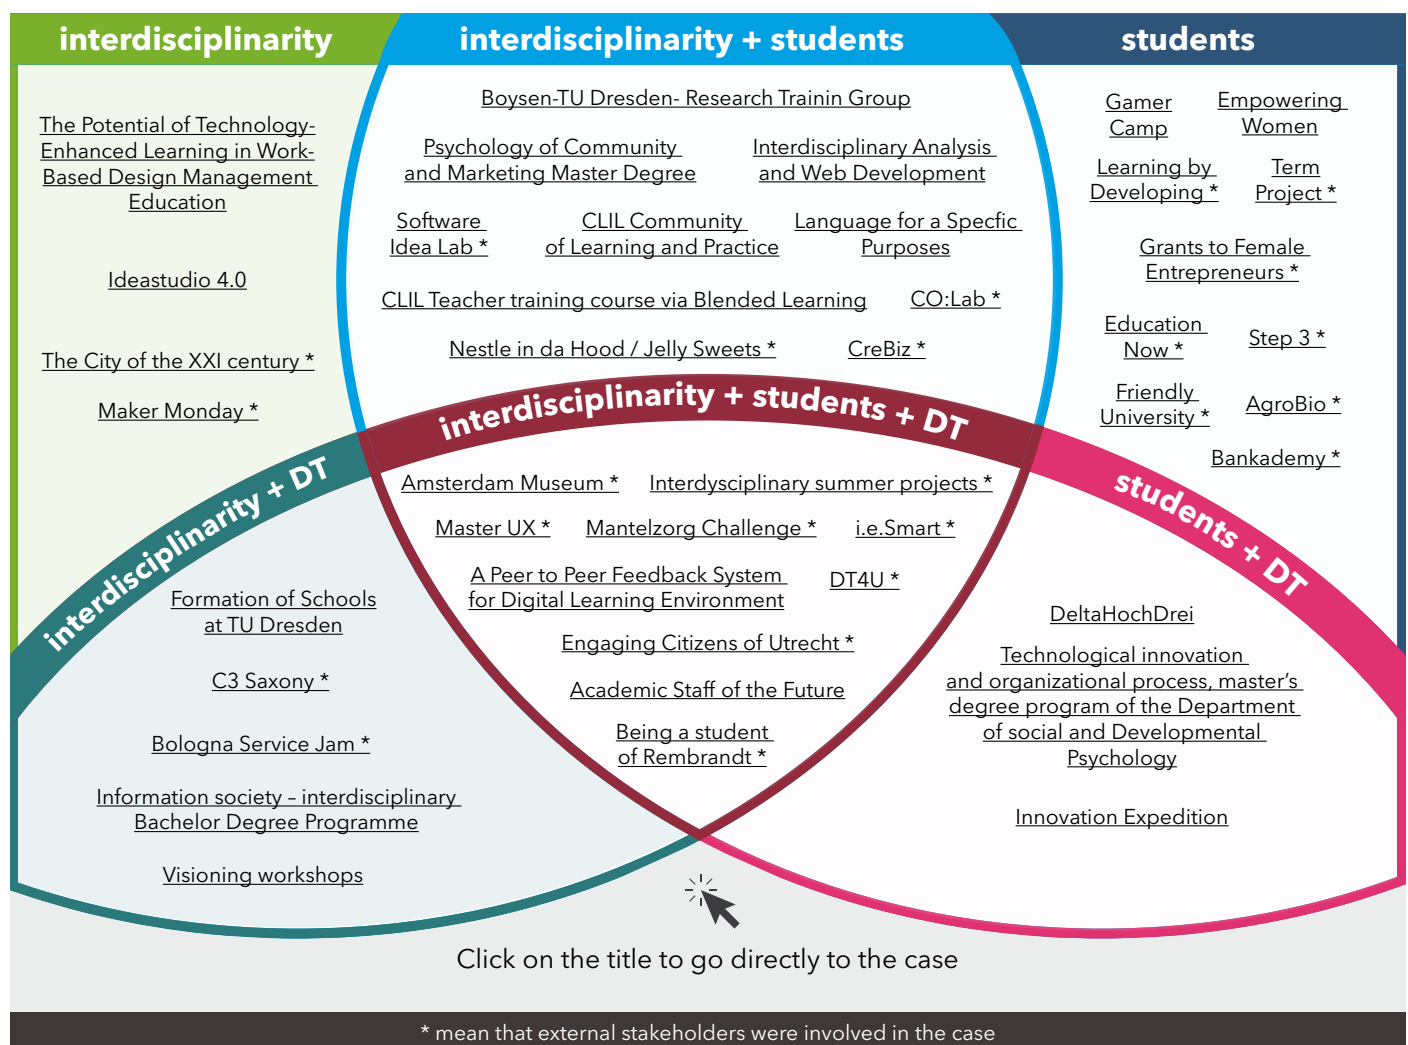 interdisciplinarity
interdisciplinarity + students
students
The Potential of Technology-
Enhanced Learning in Work-
Based Design Management
Education
Ideastudio 4.0
The City of the XXI century *
Maker Monday *
Boysen-TU Dresden- Research Trainin Group
Psychology of Community
and Marketing Master Degree
Interdisciplinary Analysis
and Web Development
Software
Idea Lab *
CLIL Community
of Learning and Practice
Language for a Specfic
Purposes
CLIL Teacher training course via Blended Learning
CO:Lab *
Nestle in da Hood / Jelly Sweets *
CreBiz *
Gamer
Camp
Empowering
Women
Learning by
Developing *
Term
Project *
Grants to Female
Entrepreneurs *
Education
Now *
Step 3 *
Friendly
University *
AgroBio *
Bankademy *
interdisciplinarity + students + DT
Amsterdam Museum *
Interdysciplinary summer projects *
Master UX *
Mantelzorg Challenge *
i.e.Smart *
A Peer to Peer Feedback System
for Digital Learning Environment
DT4U *
Engaging Citizens of Utrecht *
Academic Staff of the Future
Being a student
of Rembrandt *
interdisciplinarity + DT
Formation of Schools
at TU Dresden
C3 Saxony *
Bologna Service Jam *
Information society – interdisciplinary
Bachelor Degree Programme
Visioning workshops
students + DT
DeltaHochDrei
Technological innovation
and organizational process, master's
degree program of the Department
of social and Developmental
Psychology
Innovation Expedition
Click on the title to go directly to the case
* mean that external stakeholders were involved in the case